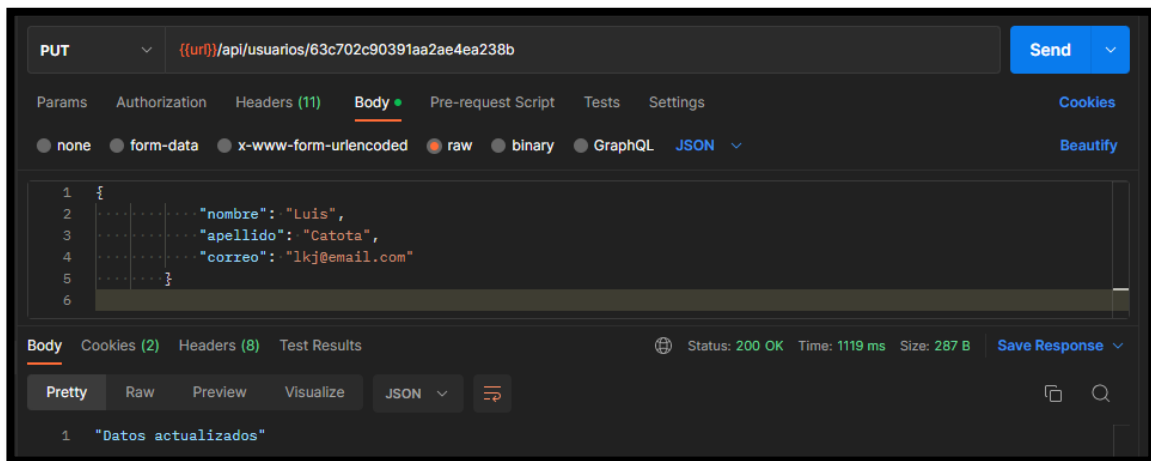 PUT {{url}}/api/usuarios/63c702c90391aa2ae4ea238b Send
Params Authorization Headers (11) Body Pre-request Script Tests Settings Cookies
none form-data x-www-form-urlencoded raw binary GraphQL JSON Beautify
1 {
2 "nombre": "Luis",
3 "apellido": "Catota",
4 "correo": "lkj@email.com"
5 }
6
Body Cookies (2) Headers (8) Test Results Status: 200 OK Time: 1119 ms Size: 287 B Save Response
Pretty Raw Preview Visualize JSON
1 "Datos actualizados"